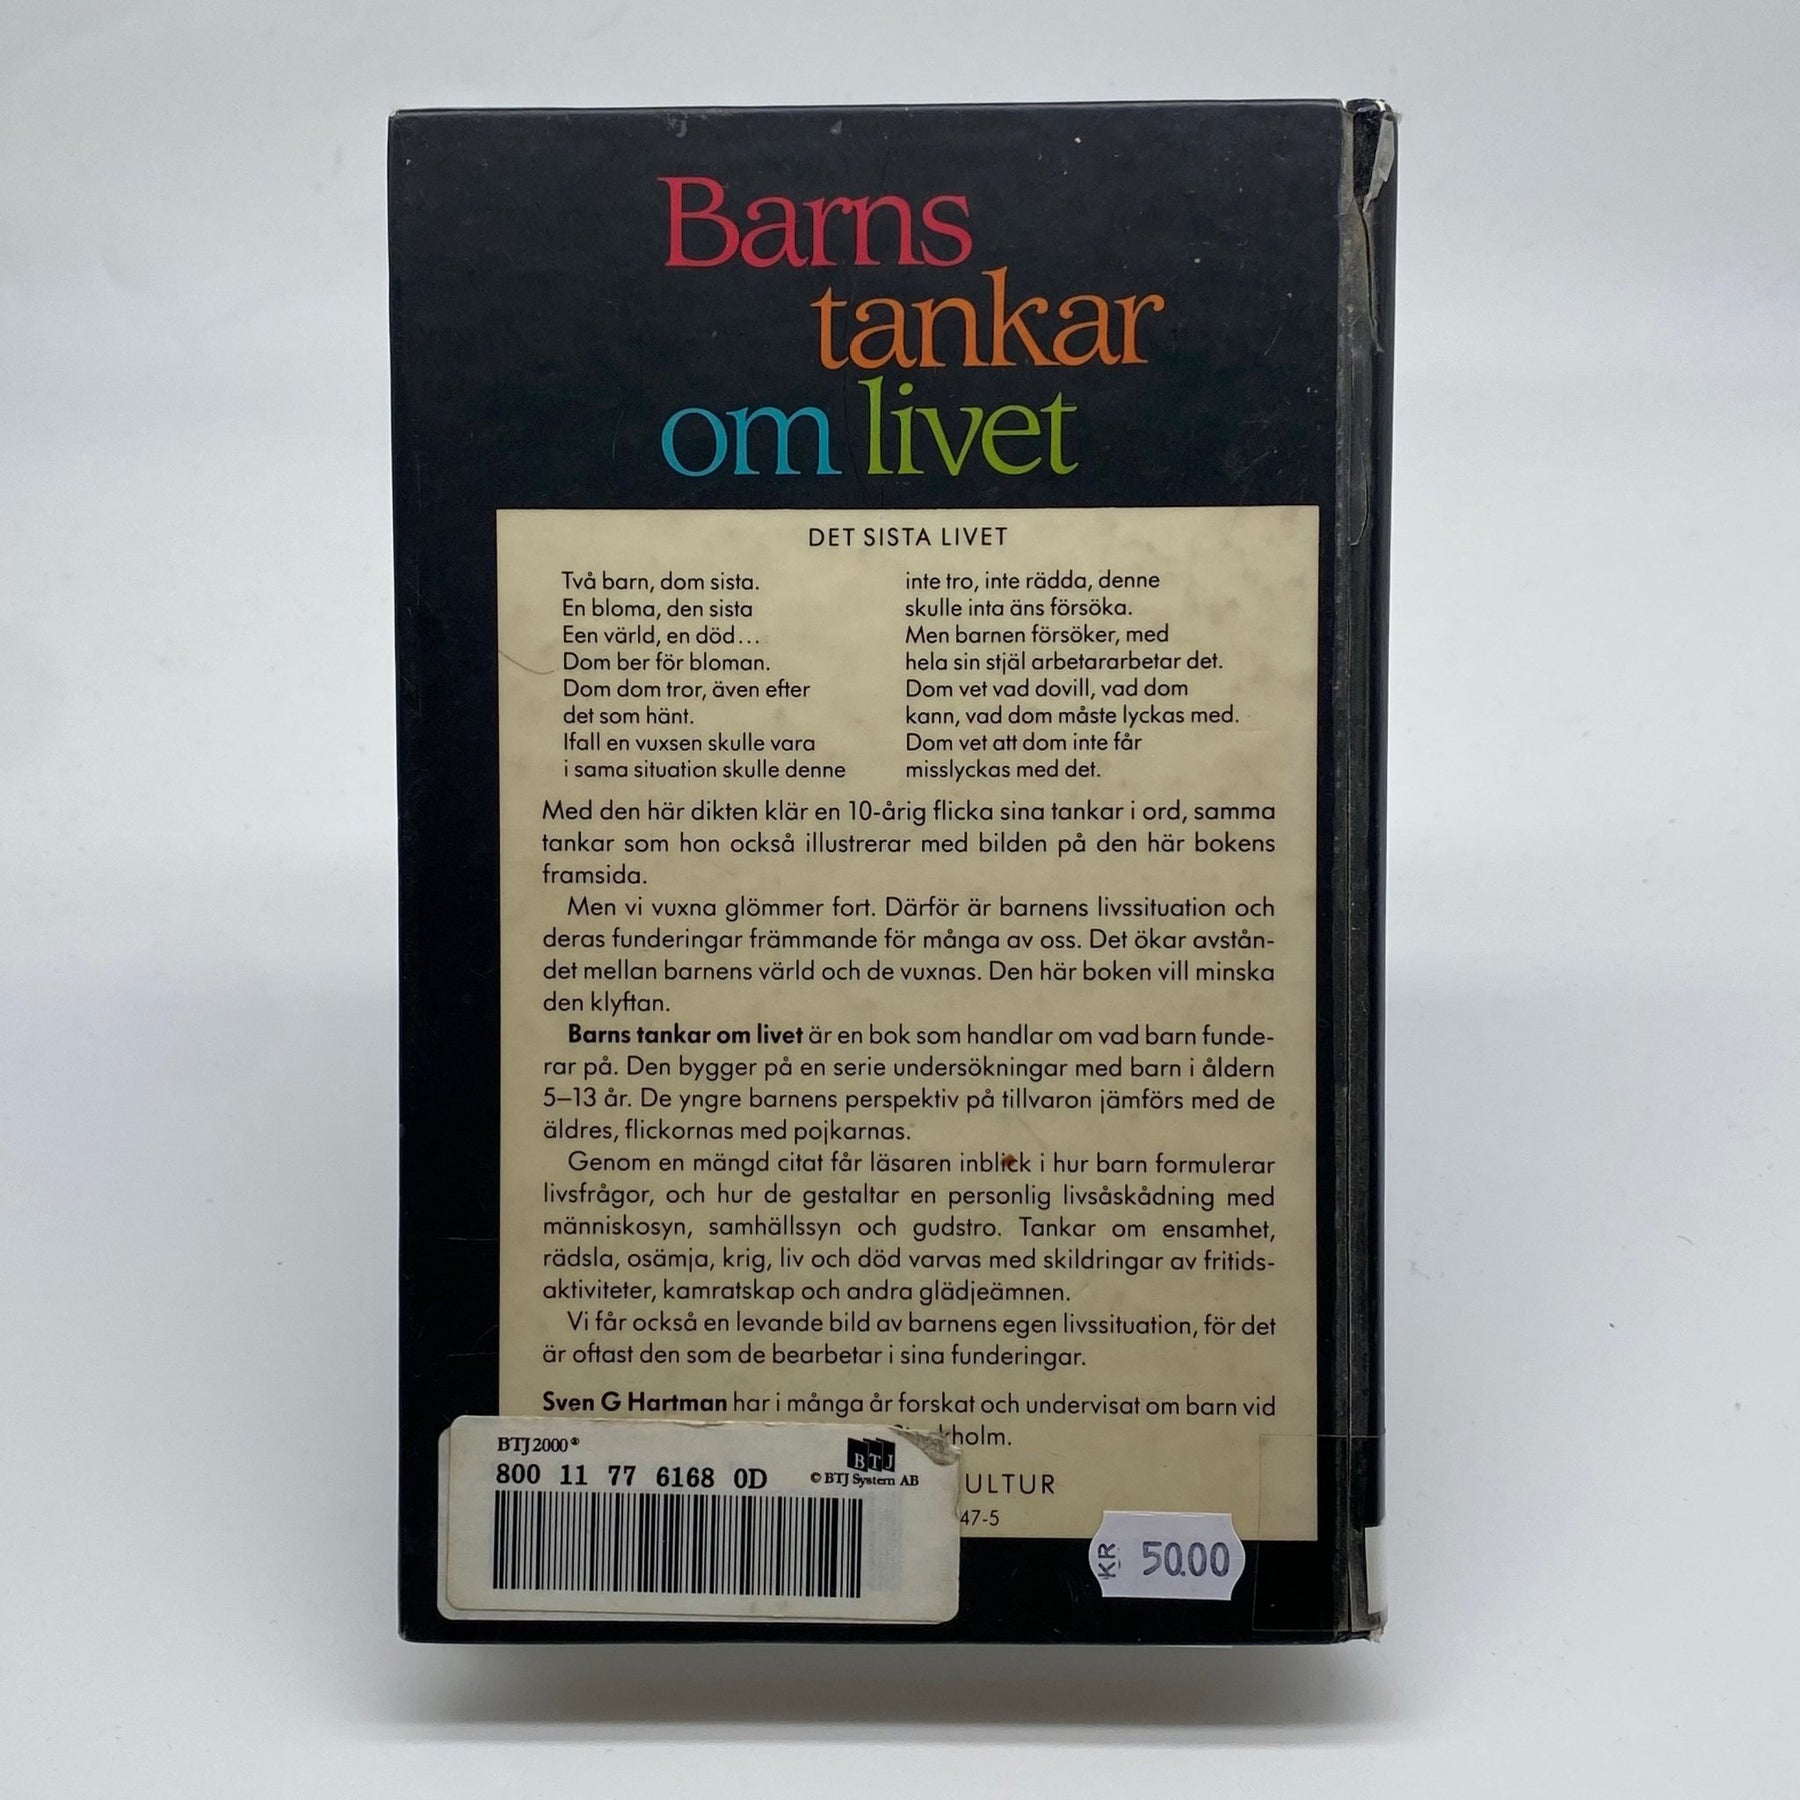 Barns
tankar
om livet
DET SISTA LIVET
Två barn, dom sista.
En bloma, den sista
Een värld, en död...
Dom ber för bloman.
Dom dom tror, även efter
det som hänt.
Ifall en vuxsen skulle vara
i sama situation skulle denne
inte tro, inte rädda, denne
skulle inta äns försöka.
Men barnen försöker, med
hela sin stjäl arbetararbetar det.
Dom vet vad dovill, vad dom
kann, vad dom måste lyckas med.
Dom vet att dom inte får
misslyckas med det.
Med den här dikten klär en 10-årig flicka sina tankar i ord, samma
tankar som hon också illustrerar med bilden på den här bokens
framsida.
Men vi vuxna glömmer fort. Därför är barnens livssituation och
deras funderingar främmande för många av oss. Det ökar avstån-
det mellan barnens värld och de vuxnas. Den här boken vill minska
den klyftan.
Barns tankar om livet är en bok som handlar om vad barn funde-
rar på. Den bygger på en serie undersökningar med barn i åldern
5–13 år. De yngre barnens perspektiv på tillvaron jämförs med de
äldres, flickornas med pojkarnas.
Genom en mängd citat får läsaren inblick i hur barn formulerar
livsfrågor, och hur de gestaltar en personlig livsåskådning med
människosyn, samhällssyn och gudstro. Tankar om ensamhet,
rädsla, osämja, krig, liv och död varvas med skildringar av fritids-
aktiviteter, kamratskap och andra glädjeämnen.
Vi får också en levande bild av barnens egen livssituation, för det
är oftast den som de bearbetar i sina funderingar.
Sven G Hartman har i många år forskat och undervisat om barn vid
kholm.
ULTUR
47-5
BTJ2000®
800 11 77 6168 0D
BTJ
© BTJ System AB
KR 50.00